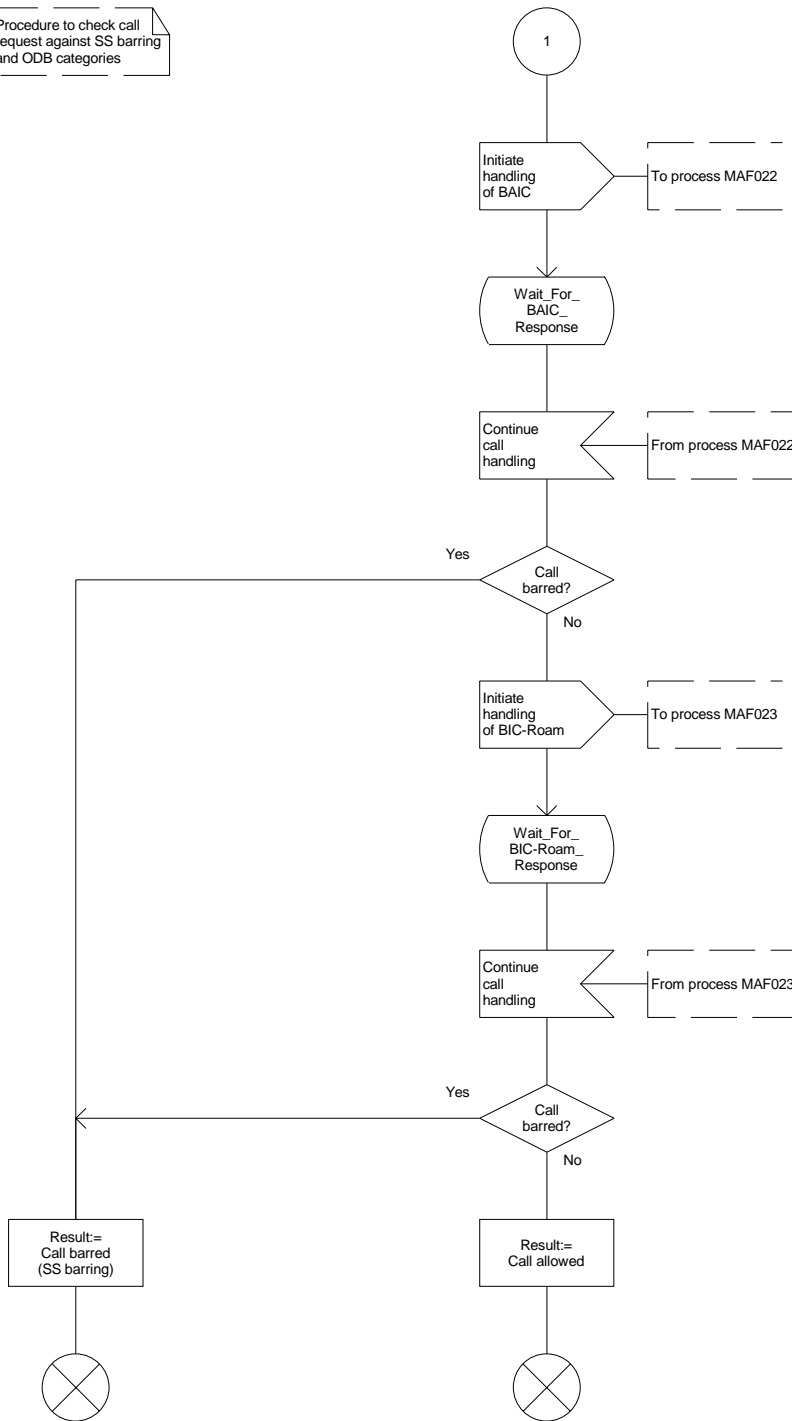 Procedure to check call
request against SS barring
and ODB categories
1
Initiate
handling
of BAIC
To process MAF022
Wait_For_
BAIC_
Response
Continue
call
handling
From process MAF022
Yes
Call
barred?
No
Initiate
handling
of BIC-Roam
To process MAF023
Wait_For_
BIC-Roam_
Response
Continue
call
handling
From process MAF023
Yes
Call
barred?
No
Result:=
Call barred
(SS barring)
Result:=
Call allowed